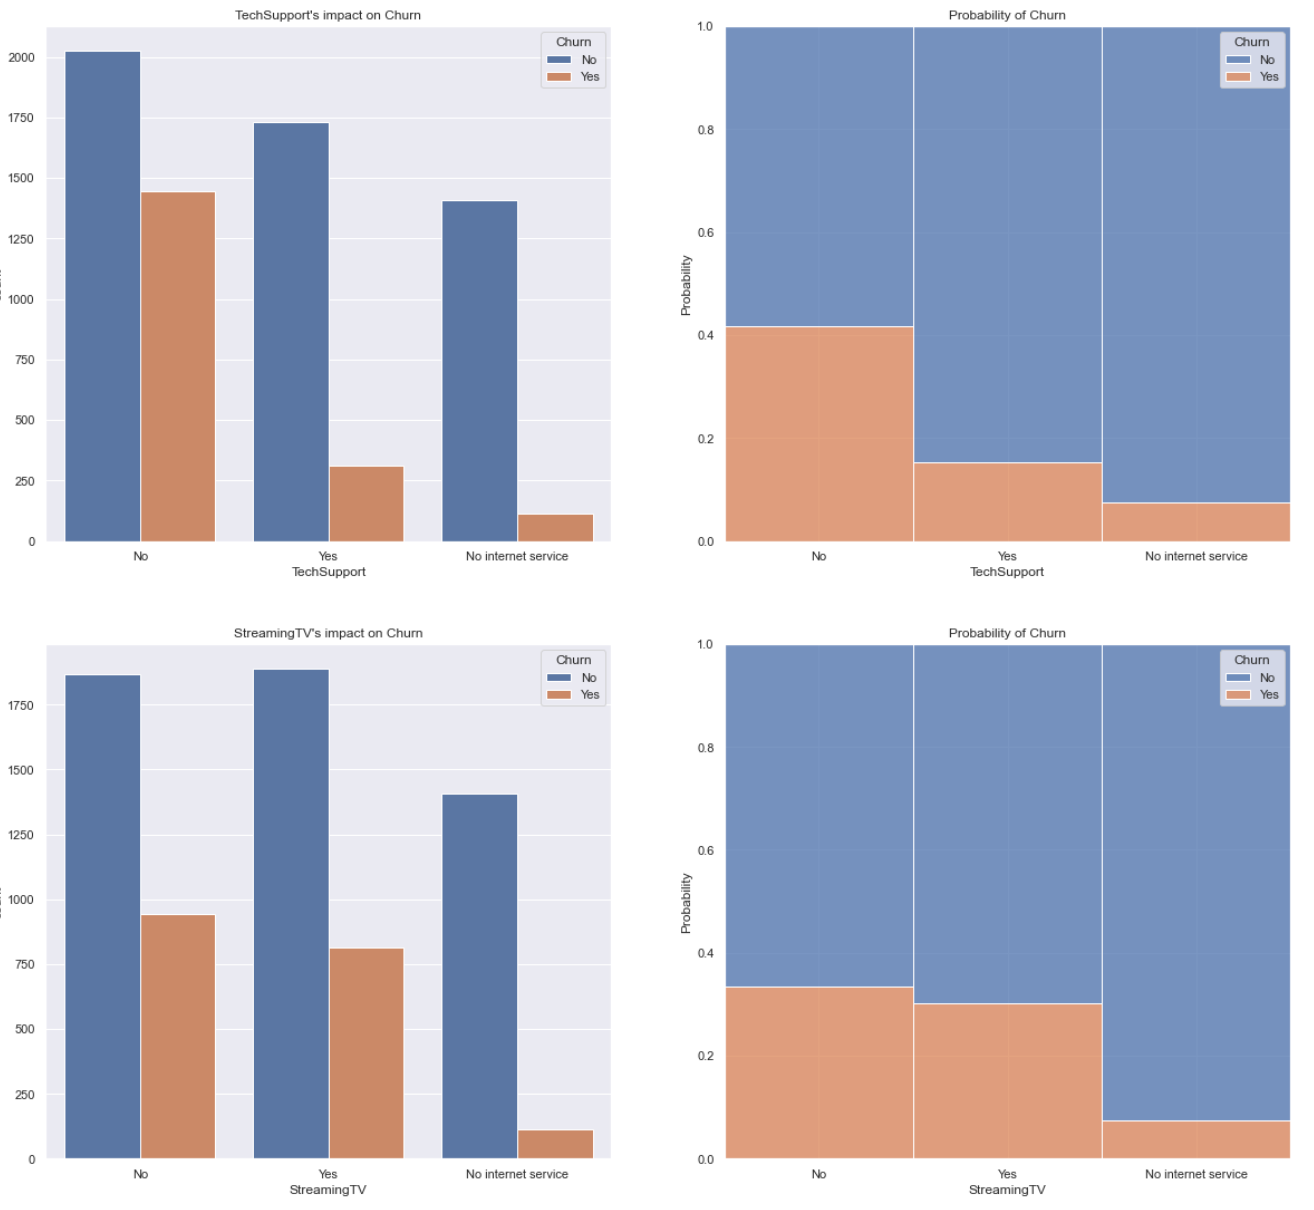 TechSupport's impact on Churn
Churn
No
Yes
2000
1750
1500
1250
1000
750
500
250
0
No Yes No internet service
TechSupport
Probability of Churn
Churn
No
Yes
1.0
0.8
0.6
0.4
0.2
0.0
Probability
No Yes No internet service
TechSupport
StreamingTV's impact on Churn
Churn
No
Yes
1750
1500
1250
1000
750
500
250
0
No Yes No internet service
StreamingTV
Probability of Churn
Churn
No
Yes
1.0
0.8
0.6
0.4
0.2
0.0
Probability
No Yes No internet service
StreamingTV